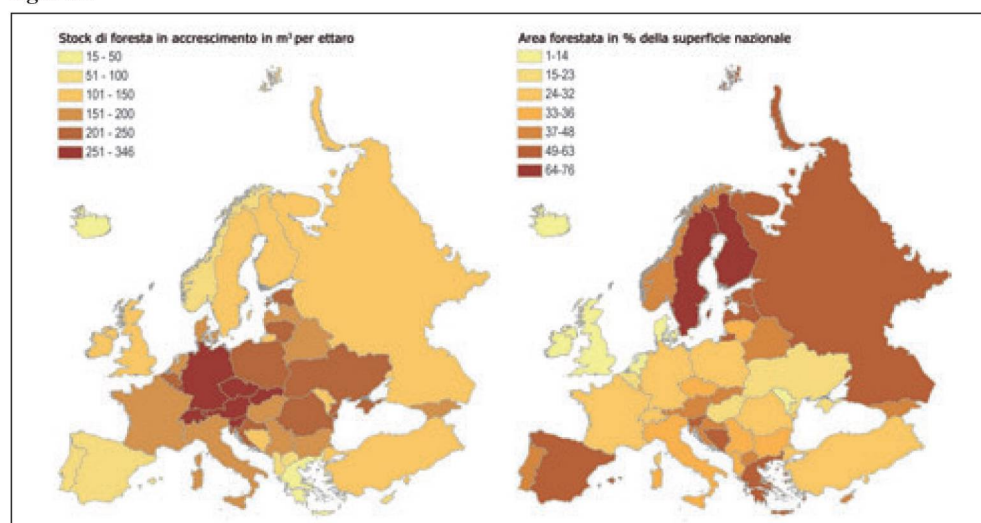 Stock di foresta in accrescimento in m³ per ettaro
15 - 50
51 - 100
101 - 150
151 - 200
201 - 250
251 - 346
Area forestata in % della superficie nazionale
1-14
15-23
24-32
33-36
37-48
49-63
64-76